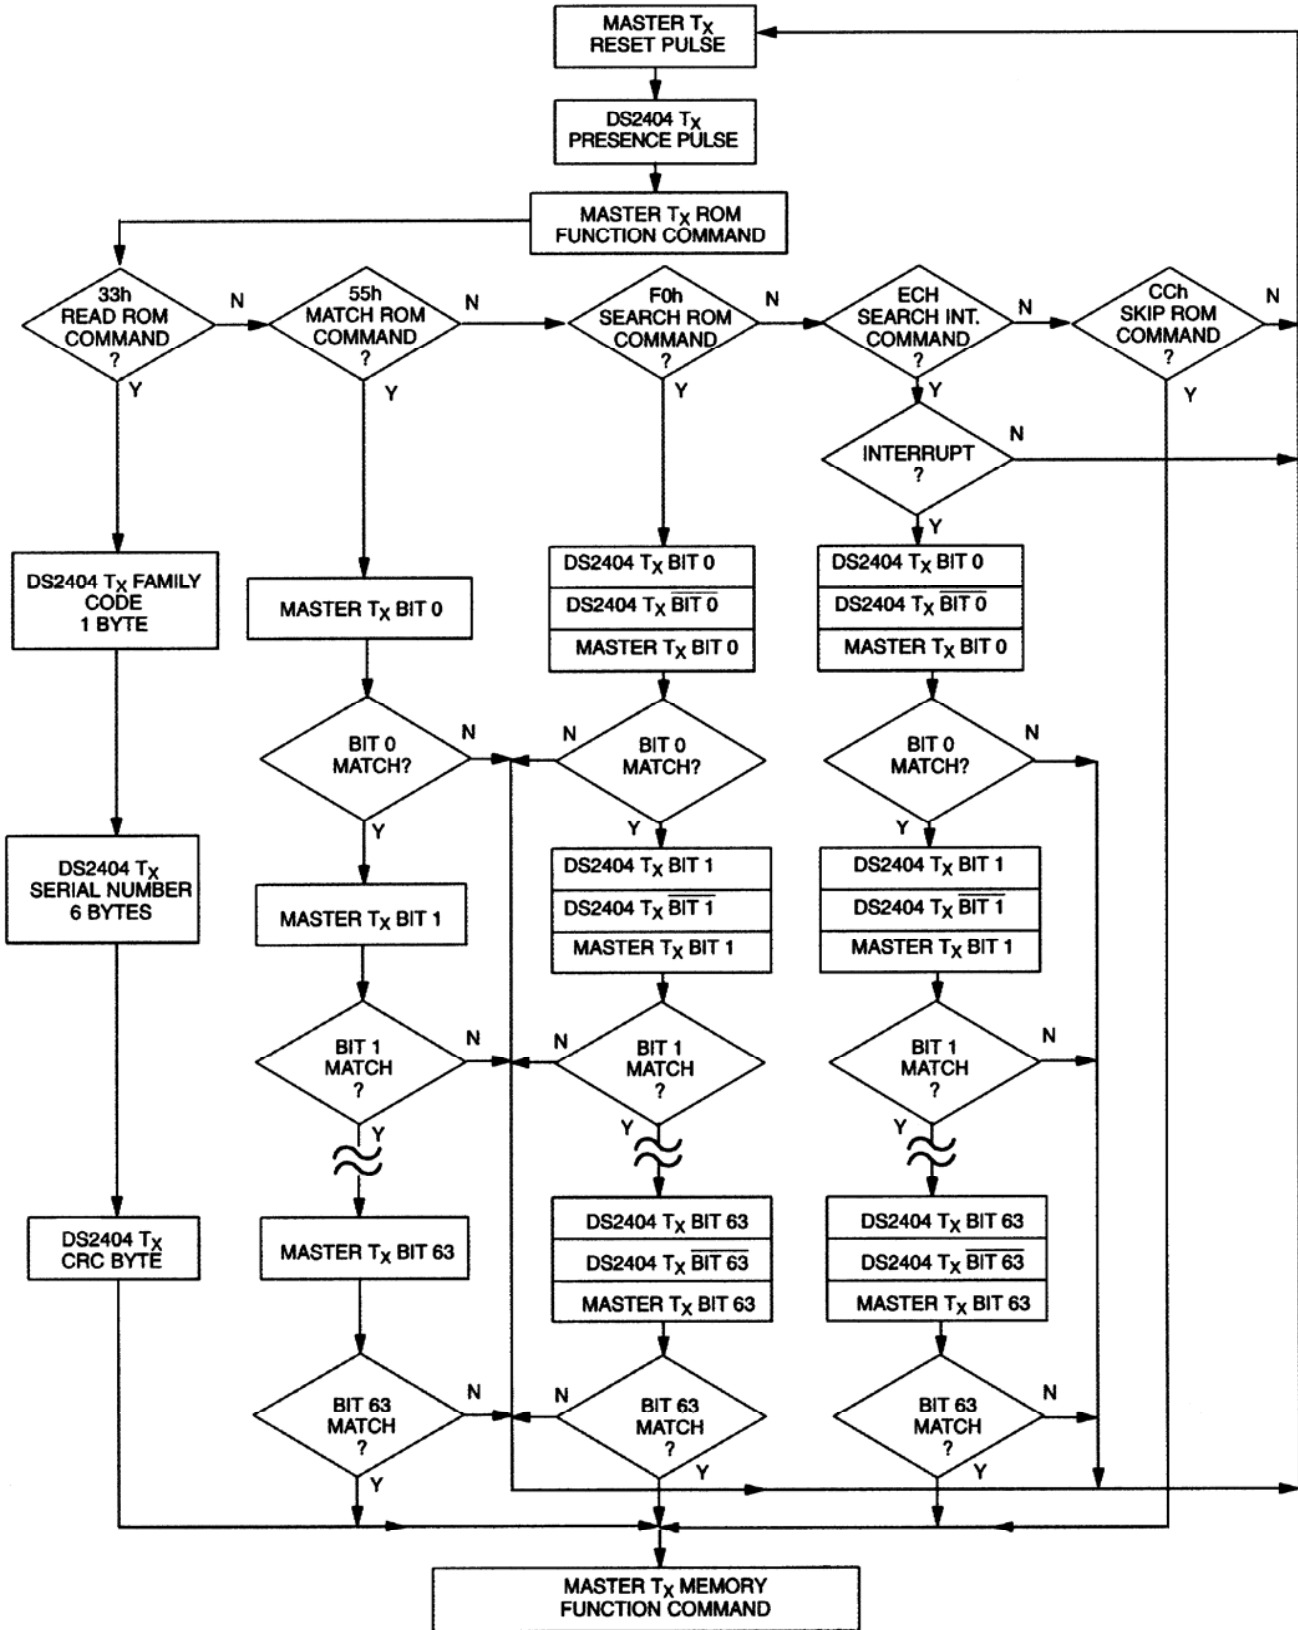 MASTER TX
RESET PULSE
DS2404 TX
PRESENCE PULSE
MASTER TX ROM
FUNCTION COMMAND
33h
READ ROM
COMMAND
?
N
Y
55h
MATCH ROM
COMMAND
?
N
Y
F0h
SEARCH ROM
COMMAND
?
N
Y
ECH
SEARCH INT.
COMMAND
?
N
Y
CCh
SKIP ROM
COMMAND
?
N
Y
INTERRUPT
?
N
Y
DS2404 TX FAMILY
CODE
1 BYTE
MASTER TX BIT 0
DS2404 TX BIT 0
DS2404 TX B̅I̅T̅ ̅0̅
MASTER TX BIT 0
DS2404 TX BIT 0
DS2404 TX B̅I̅T̅ ̅0̅
MASTER TX BIT 0
BIT 0
MATCH?
N
Y
BIT 0
MATCH?
N
Y
BIT 0
MATCH?
N
Y
DS2404 TX
SERIAL NUMBER
6 BYTES
MASTER TX BIT 1
DS2404 TX BIT 1
DS2404 TX B̅I̅T̅ ̅1̅
MASTER TX BIT 1
DS2404 TX BIT 1
DS2404 TX B̅I̅T̅ ̅1̅
MASTER TX BIT 1
BIT 1
MATCH
?
N
Y
BIT 1
MATCH
?
N
Y
BIT 1
MATCH
?
N
Y
DS2404 TX
CRC BYTE
MASTER TX BIT 63
DS2404 TX BIT 63
DS2404 TX B̅I̅T̅ ̅6̅3̅
MASTER TX BIT 63
DS2404 TX BIT 63
DS2404 TX B̅I̅T̅ ̅6̅3̅
MASTER TX BIT 63
BIT 63
MATCH
?
N
Y
BIT 63
MATCH
?
N
Y
BIT 63
MATCH
?
N
Y
MASTER TX MEMORY
FUNCTION COMMAND